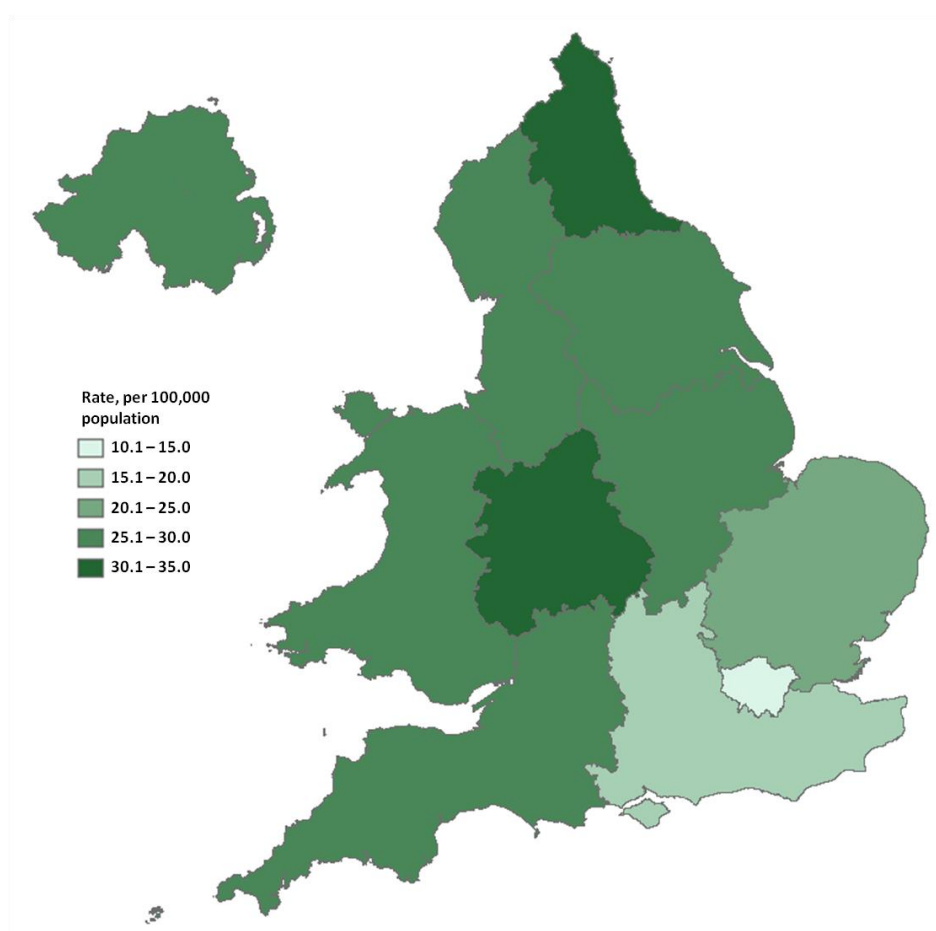 Rate, per 100,000
population
10.1 – 15.0
15.1 – 20.0
20.1 – 25.0
25.1 – 30.0
30.1 – 35.0